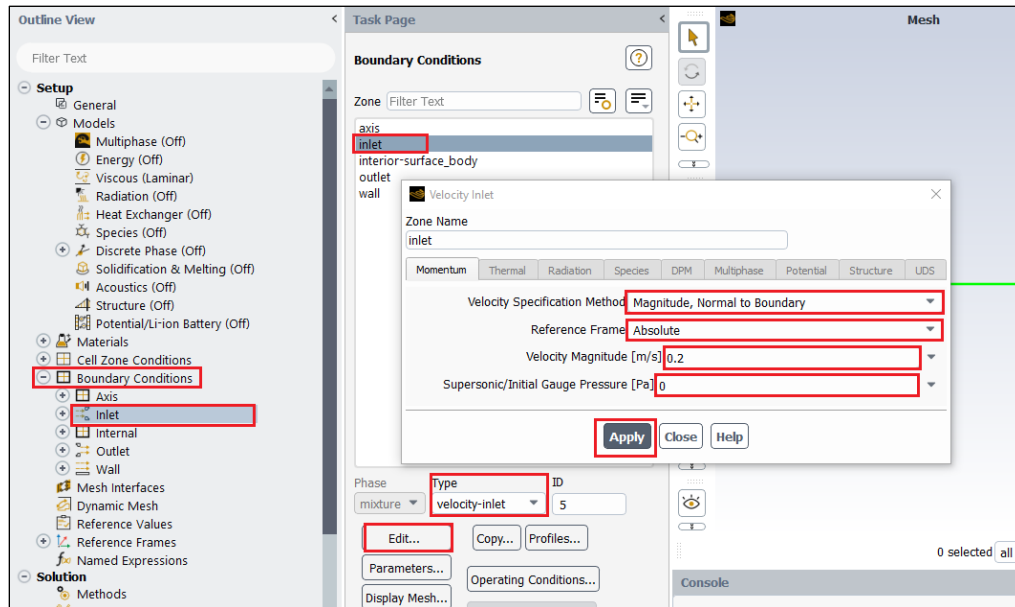 Outline View
Filter Text
Setup
General
Models
Multiphase (Off)
Energy (Off)
Viscous (Laminar)
Radiation (Off)
Heat Exchanger (Off)
Species (Off)
Discrete Phase (Off)
Solidification & Melting (Off)
Acoustics (Off)
Structure (Off)
Potential/Li-ion Battery (Off)
Materials
Cell Zone Conditions
Boundary Conditions
Axis
Inlet
Internal
Outlet
Wall
Mesh Interfaces
Dynamic Mesh
Reference Values
Reference Frames
Named Expressions
Solution
Methods
Task Page
Boundary Conditions
Zone Filter Text
axis
inlet
interior-surface_body
outlet
wall
Velocity Inlet
Zone Name
inlet
Momentum Thermal Radiation Species DPM Multiphase Potential Structure UDS
Velocity Specification Method Magnitude, Normal to Boundary
Reference Frame Absolute
Velocity Magnitude [m/s] 0.2
Supersonic/Initial Gauge Pressure [Pa] 0
Apply Close Help
Phase Type ID
mixture velocity-inlet 5
Edit... Copy... Profiles...
Parameters... Operating Conditions...
Display Mesh...
Mesh
0 selected all
Console